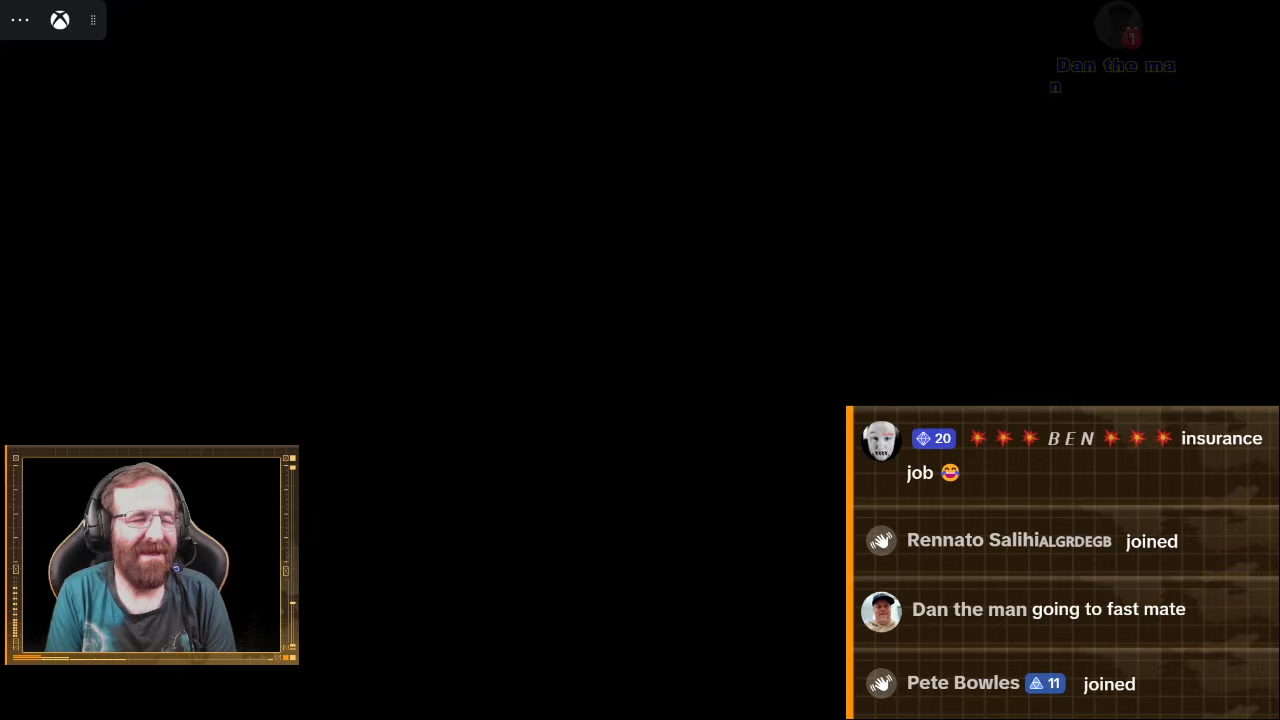 Dan the ma
n
20 💥 💥 💥 B E N 💥 💥 💥 insurance
job 😂
Rennato SalihiALGRDEGB joined
Dan the man going to fast mate
Pete Bowles 11 joined